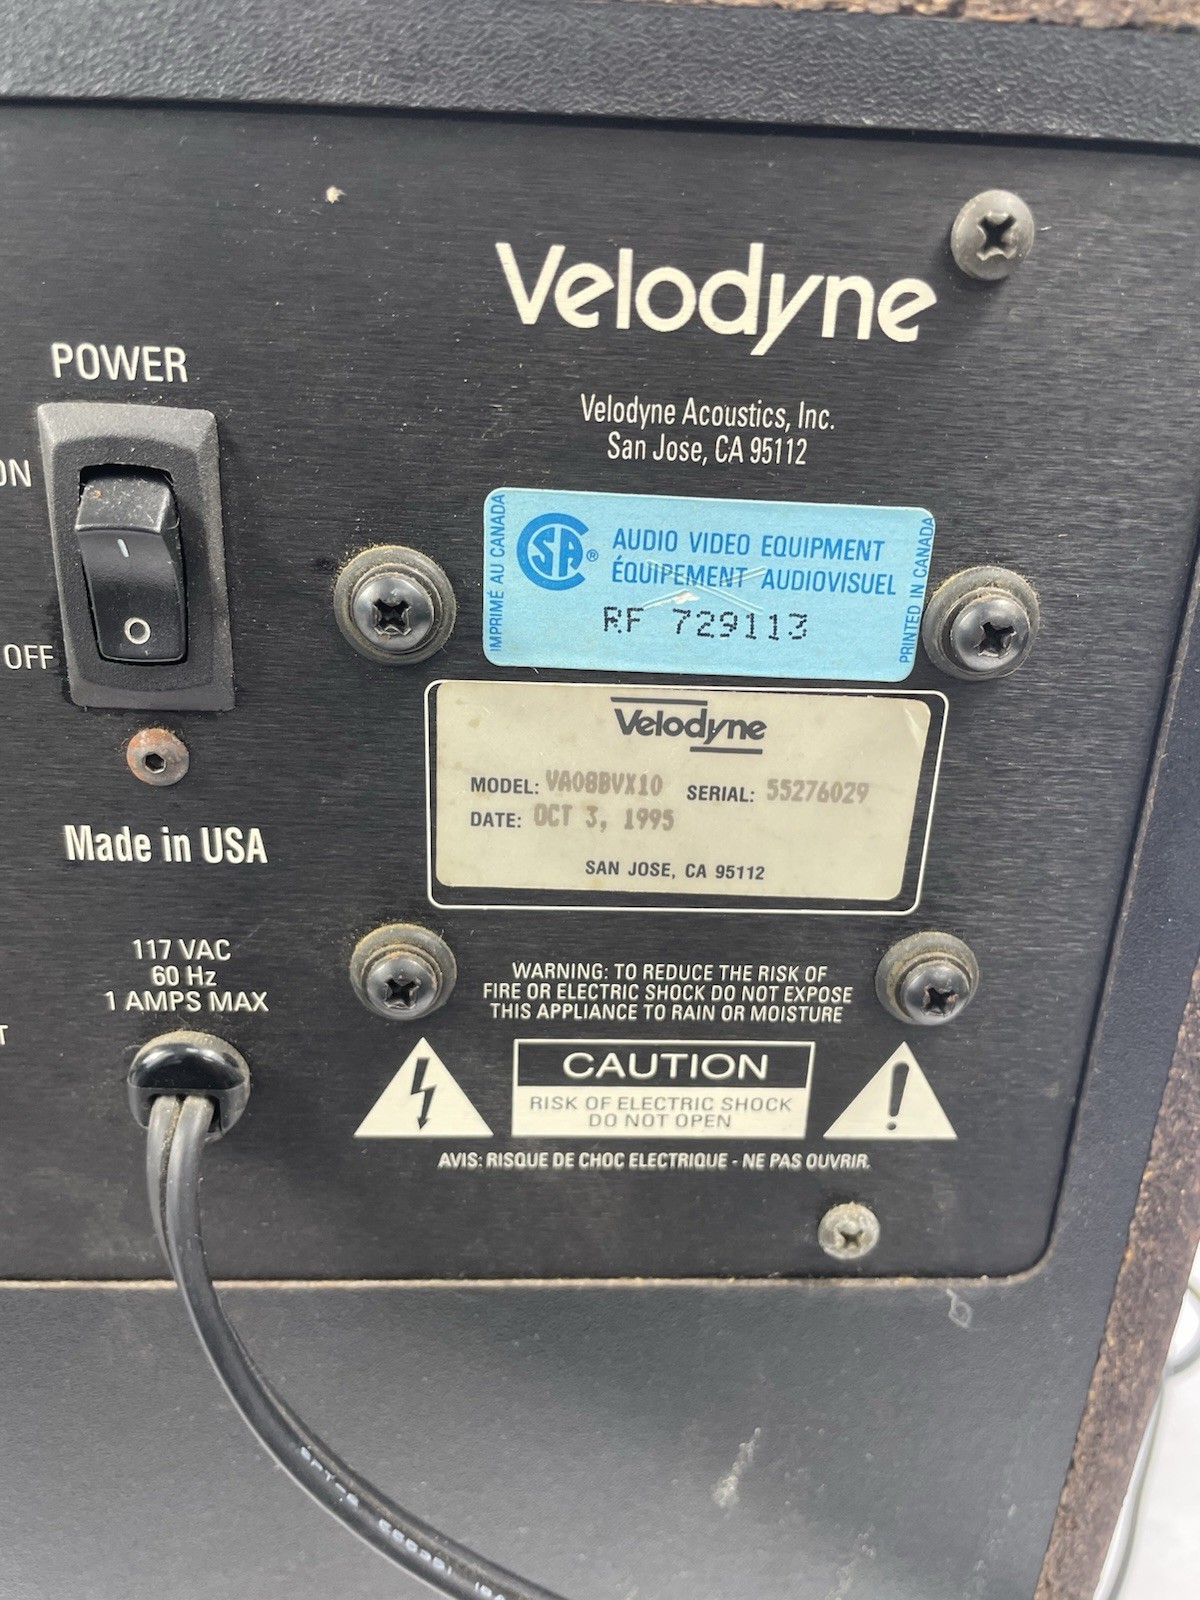 Velodyne
POWER
Velodyne Acoustics, Inc.
San Jose, CA 95112
ON
OFF
IMPRIMÉ AU CANADA
CSA®
AUDIO VIDEO EQUIPMENT
ÉQUIPEMENT AUDIOVISUEL
RF 729113
PRINTED IN CANADA
Velodyne
MODEL: VA08BVX10 SERIAL: 55276029
DATE: OCT 3, 1995
SAN JOSE, CA 95112
Made in USA
117 VAC
60 Hz
1 AMPS MAX
T
WARNING: TO REDUCE THE RISK OF
FIRE OR ELECTRIC SHOCK DO NOT EXPOSE
THIS APPLIANCE TO RAIN OR MOISTURE
CAUTION
RISK OF ELECTRIC SHOCK
DO NOT OPEN
AVIS: RISQUE DE CHOC ELECTRIQUE - NE PAS OUVRIR.